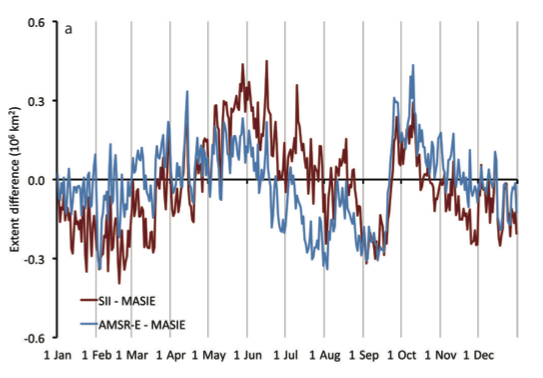 a
0.6
0.3
0.0
-0.3
-0.6
Extent difference (10⁶ km²)
SII - MASIE
AMSR-E - MASIE
1 Jan 1 Feb 1 Mar 1 Apr 1 May 1 Jun 1 Jul 1 Aug 1 Sep 1 Oct 1 Nov 1 Dec